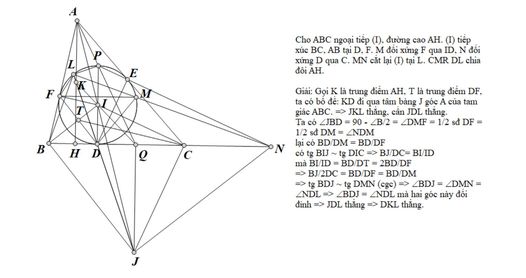 A
P
L
E
K
M
F
I
T
B
H
D
Q
C
N
J
Cho ABC ngoại tiếp (I), đường cao AH. (I) tiếp
xúc BC, AB tại D, F. M đối xứng F qua ID, N đối
xứng D qua C. MN cắt lại (I) tại L. CMR DL chia
đôi AH.
Giải: Gọi K là trung điểm AH, T là trung điểm DF,
ta có bổ đề: KD đi qua tâm bàng J góc A của tam
giác ABC. => JKL thẳng, cần JDL thẳng.
Ta có ∠JBD = 90 - ∠B/2 = ∠DMF = 1/2 sđ DF =
1/2 sđ DM = ∠NDM
lại có BD/DM = BD/DF
có tg BIJ ~ tg DIC => BJ/DC= BI/ID
mà BI/ID = BD/DT = 2BD/DF
=> BJ/2DC = BD/DF = BD/DM
=> tg BDJ ~ tg DMN (cgc) => ∠BDJ = ∠DMN =
∠NDL => ∠BDJ = ∠NDL mà hai góc này đối
đỉnh => JDL thẳng => DKL thẳng.